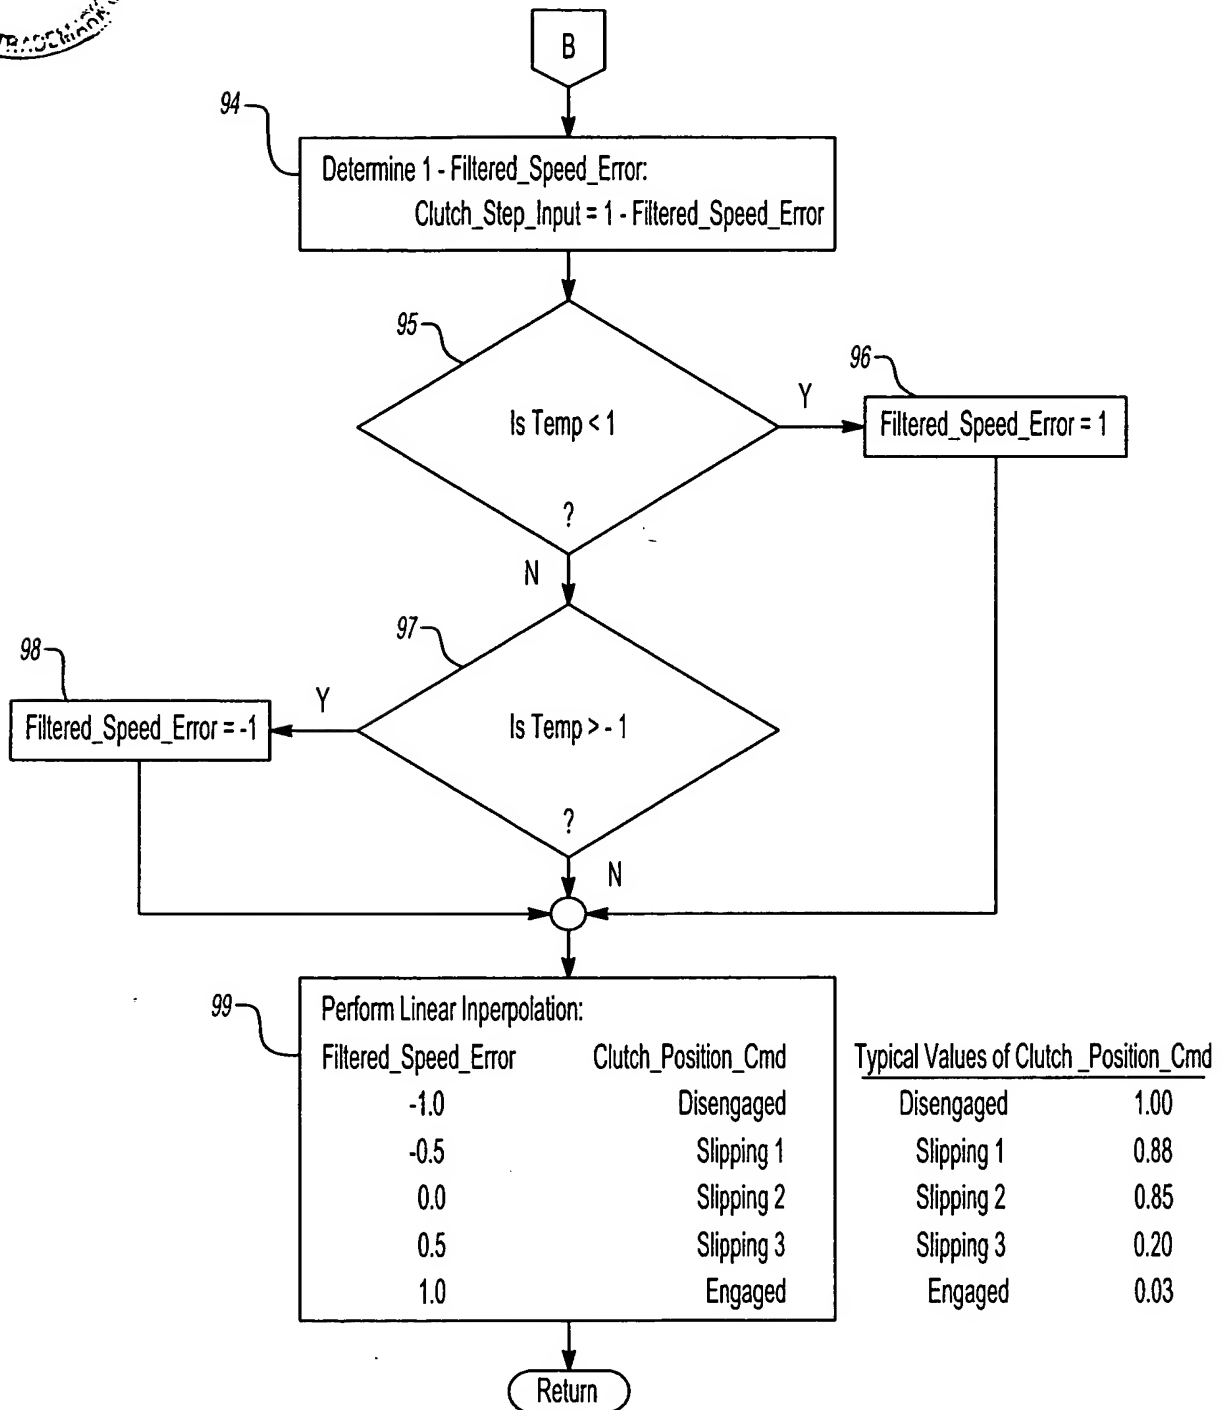 TRADEMARK
B
94
Determine 1 - Filtered_Speed_Error:
Clutch_Step_Input = 1 - Filtered_Speed_Error
95
Is Temp < 1
?
Y
96
Filtered_Speed_Error = 1
N
97
Is Temp > - 1
?
Y
98
Filtered_Speed_Error = -1
N
99
Perform Linear Inperpolation:
Filtered_Speed_Error Clutch_Position_Cmd
-1.0 Disengaged
-0.5 Slipping 1
0.0 Slipping 2
0.5 Slipping 3
1.0 Engaged
Typical Values of Clutch _Position_Cmd
Disengaged 1.00
Slipping 1 0.88
Slipping 2 0.85
Slipping 3 0.20
Engaged 0.03
Return